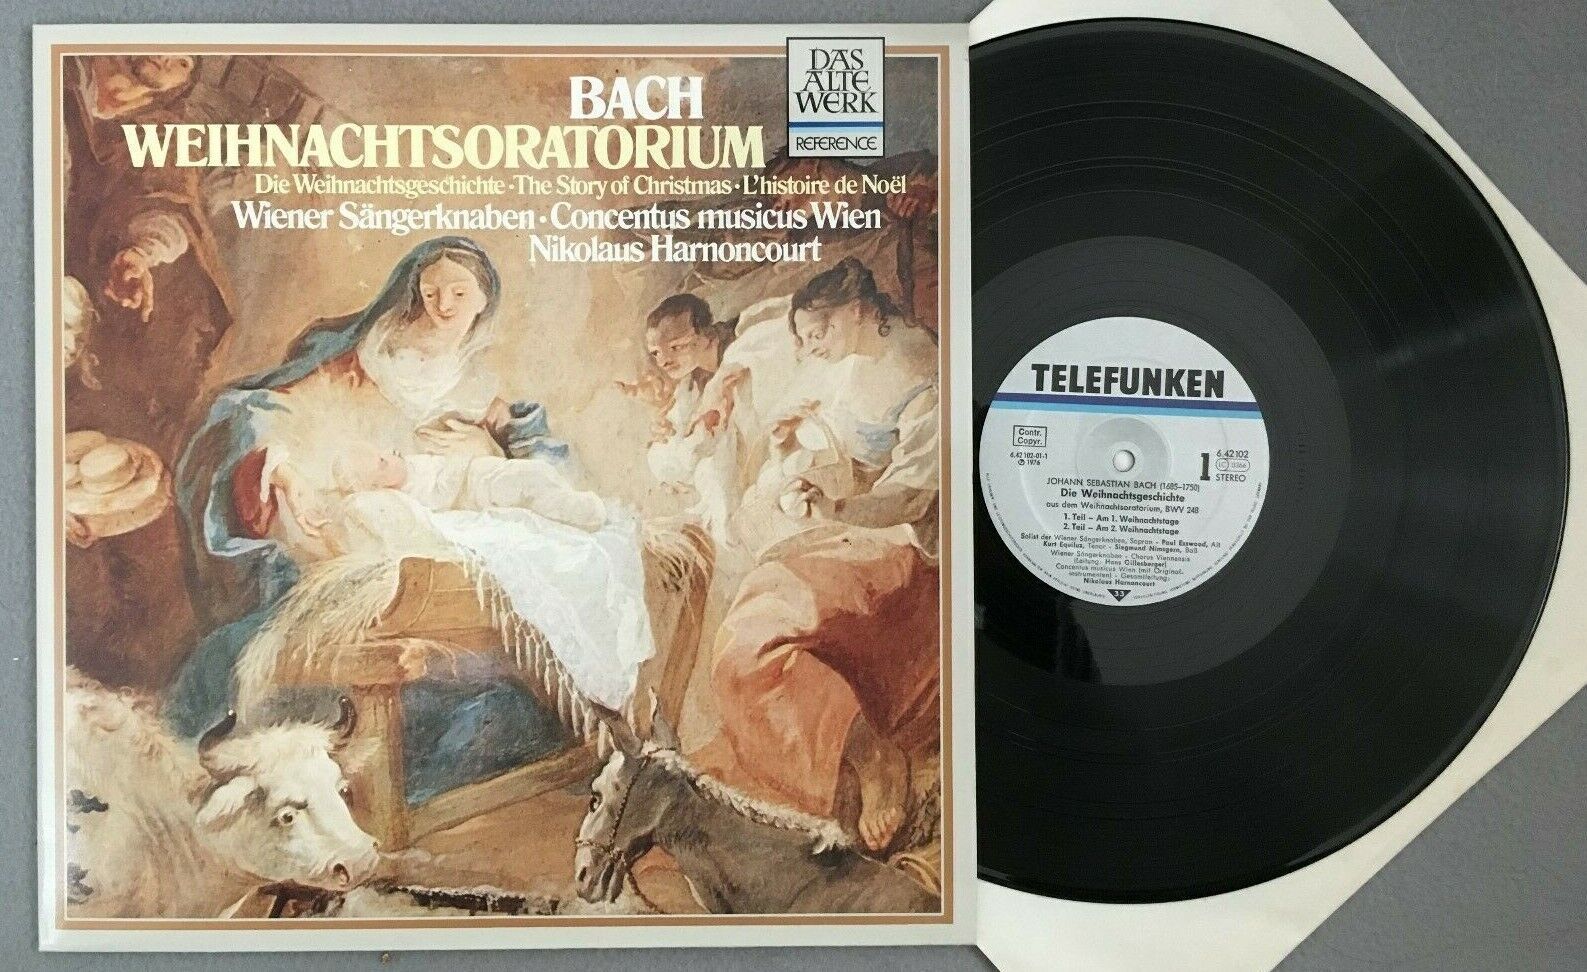 BACH
WEIHNACHTSORATORIUM
Die Weihnachtsgeschichte · The Story of Christmas · L'histoire de Noël
Wiener Sängerknaben · Concentus musicus Wien
Nikolaus Harnoncourt
DAS
ALTE
WERK
REFERENCE
TELEFUNKEN
Contr.
Copyr.
6.42102-01-1
℗ 1976
1
6.42102
LC 0366
STEREO
JOHANN SEBASTIAN BACH (1685–1750)
Die Weihnachtsgeschichte
aus dem Weihnachtsoratorium, BWV 248
1. Teil – Am 1. Weihnachtstage
2. Teil – Am 2. Weihnachtstage
Solist der Wiener Sängerknaben, Sopran - Paul Esswood, Alt
Kurt Equiluz, Tenor - Siegmund Nimsgern, Baß
Wiener Sängerknaben - Chorus Viennensis
(Leitung: Hans Gillesberger)
Concentus musicus Wien (mit Original-
instrumenten) - Gesamtleitung:
Nikolaus Harnoncourt
33